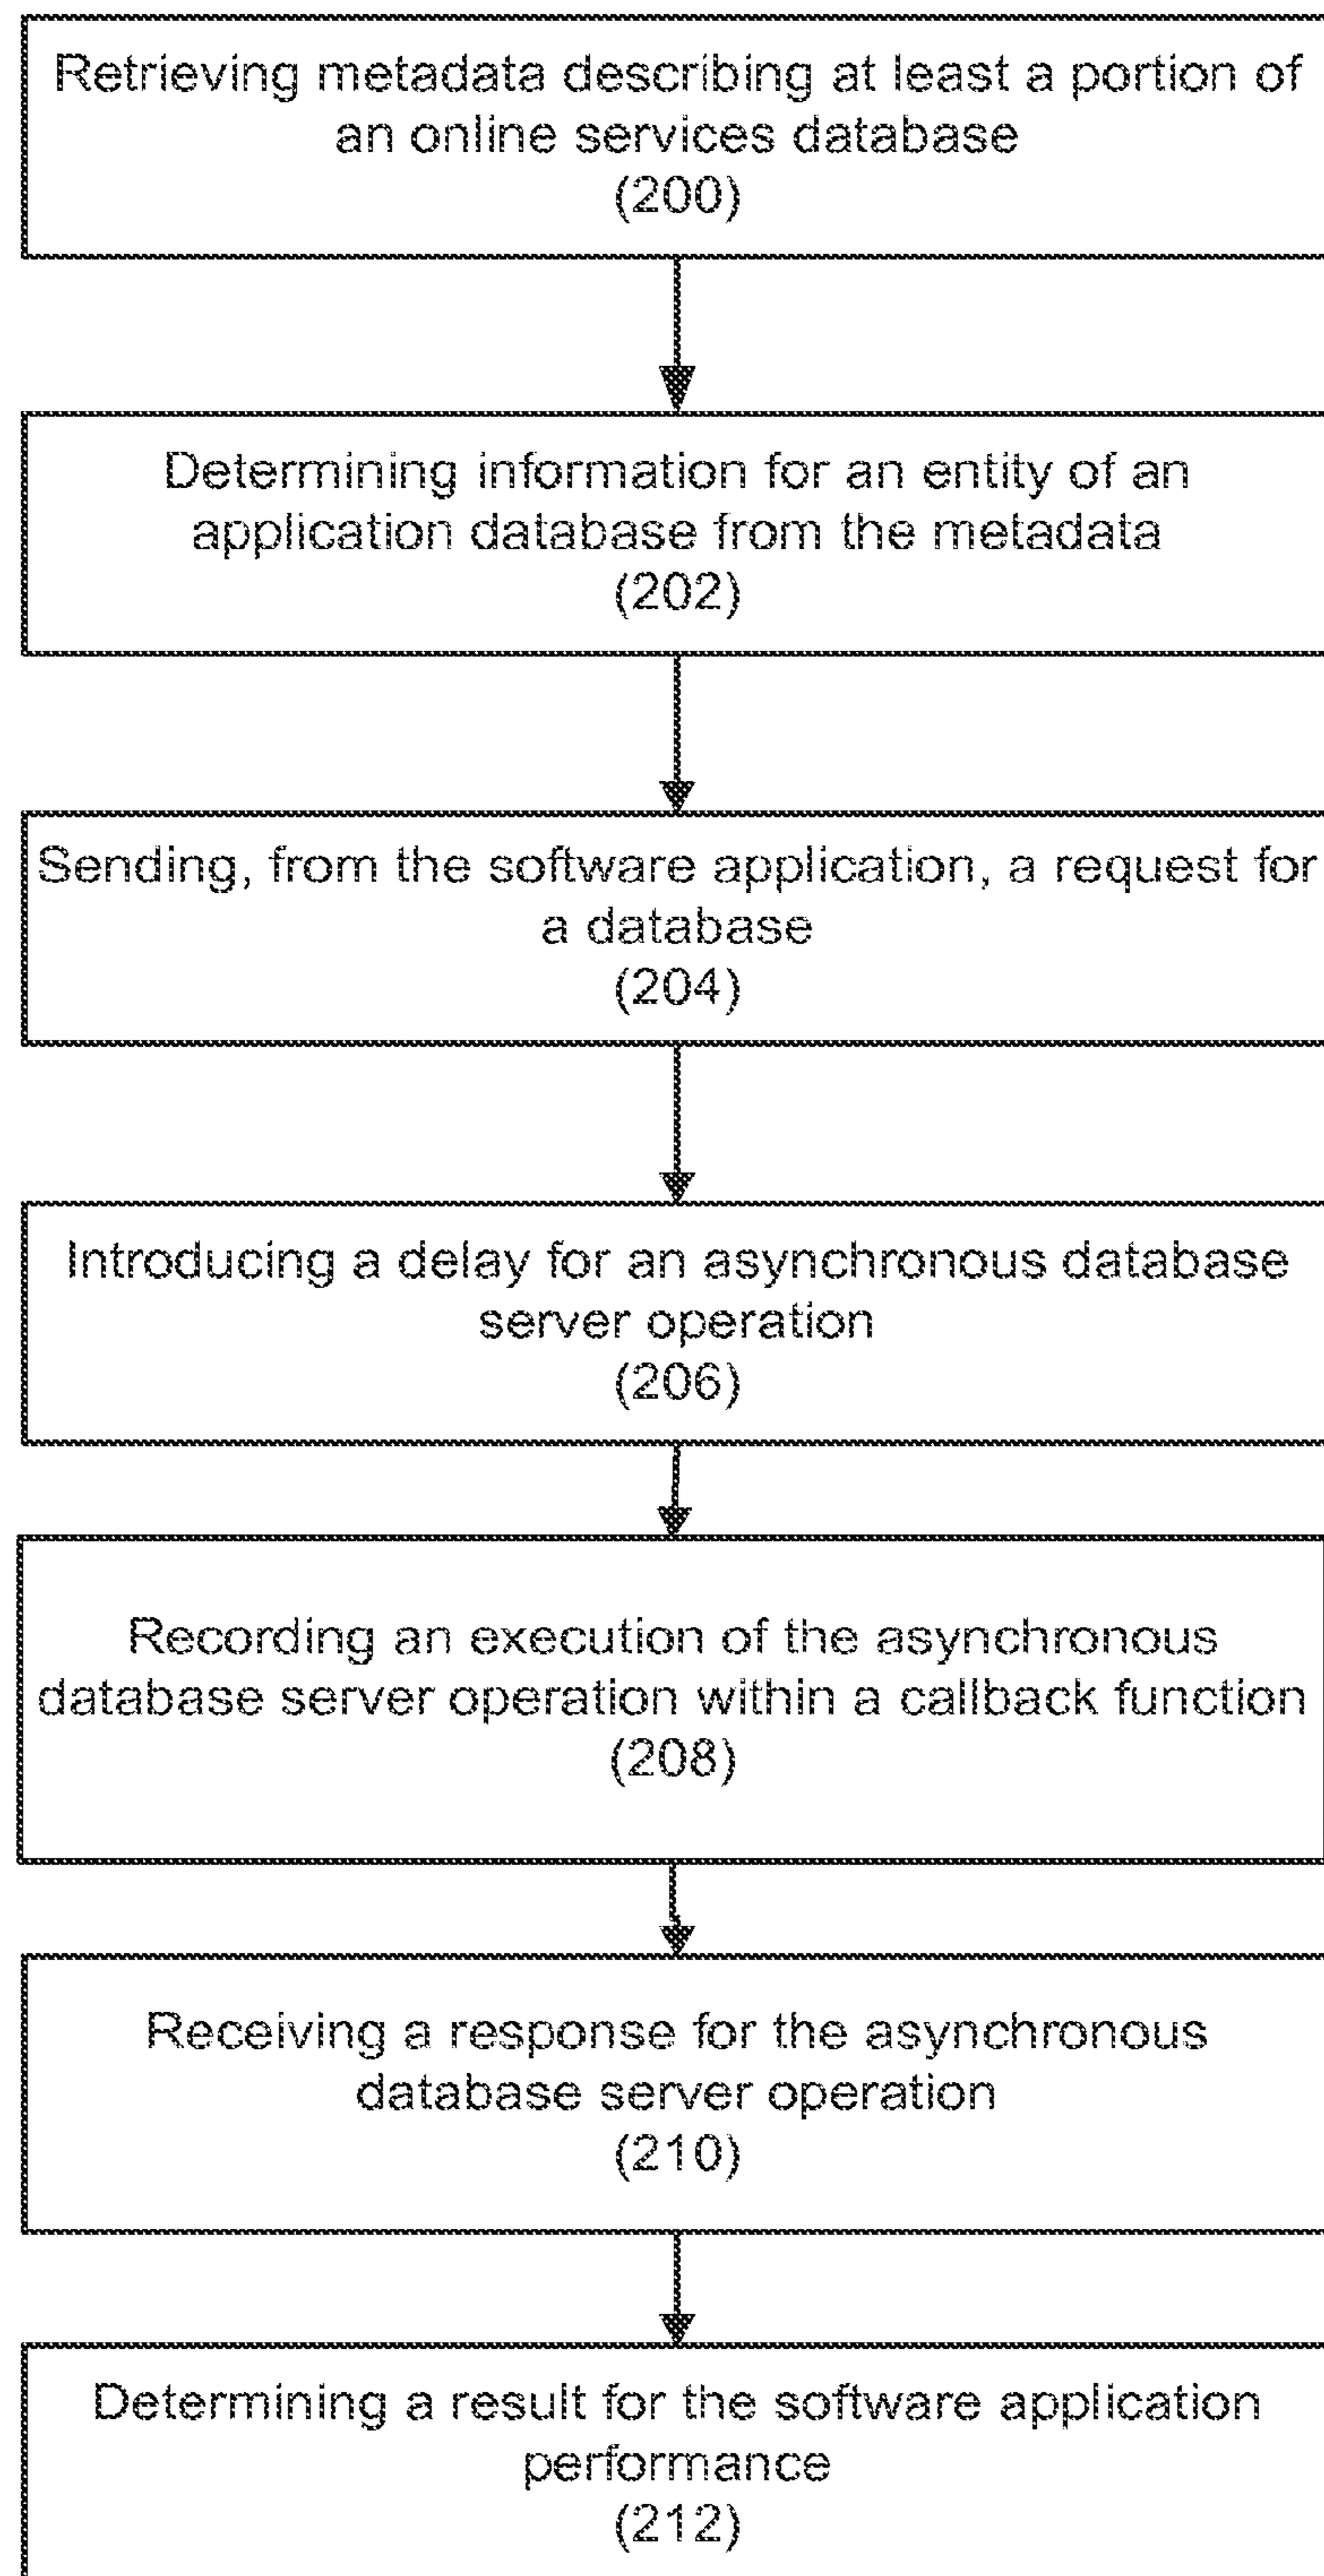 Retrieving metadata describing at least a portion of
an online services database
(200)
Determining information for an entity of an
application database from the metadata
(202)
Sending, from the software application, a request for
a database
(204)
Introducing a delay for an asynchronous database
server operation
(206)
Recording an execution of the asynchronous
database server operation within a callback function
(208)
Receiving a response for the asynchronous
database server operation
(210)
Determining a result for the software application
performance
(212)